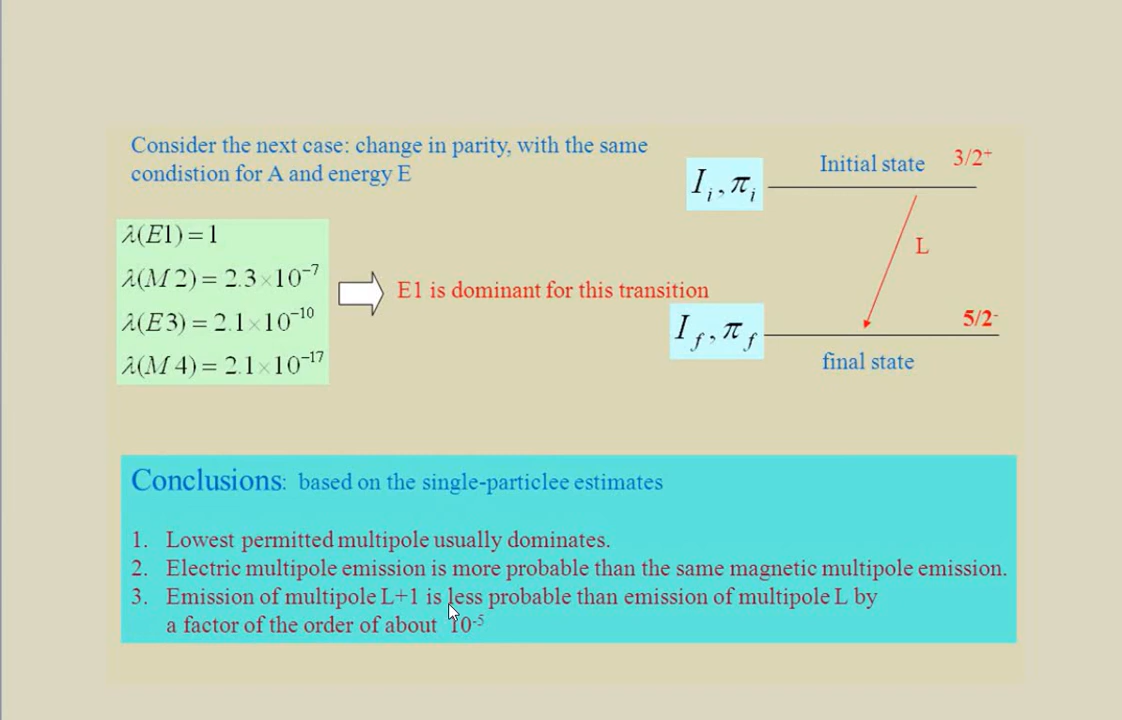 Consider the next case: change in parity, with the same
condistion for A and energy E
Initial state 3/2⁺
I_i, π_i
λ(E1) = 1
λ(M2) = 2.3×10⁻⁷
λ(E3) = 2.1×10⁻¹⁰
λ(M4) = 2.1×10⁻¹⁷
E1 is dominant for this transition
L
I_f, π_f
5/2⁻
final state
Conclusions: based on the single-particlee estimates
1. Lowest permitted multipole usually dominates.
2. Electric multipole emission is more probable than the same magnetic multipole emission.
3. Emission of multipole L+1 is less probable than emission of multipole L by
a factor of the order of about 10⁻⁵